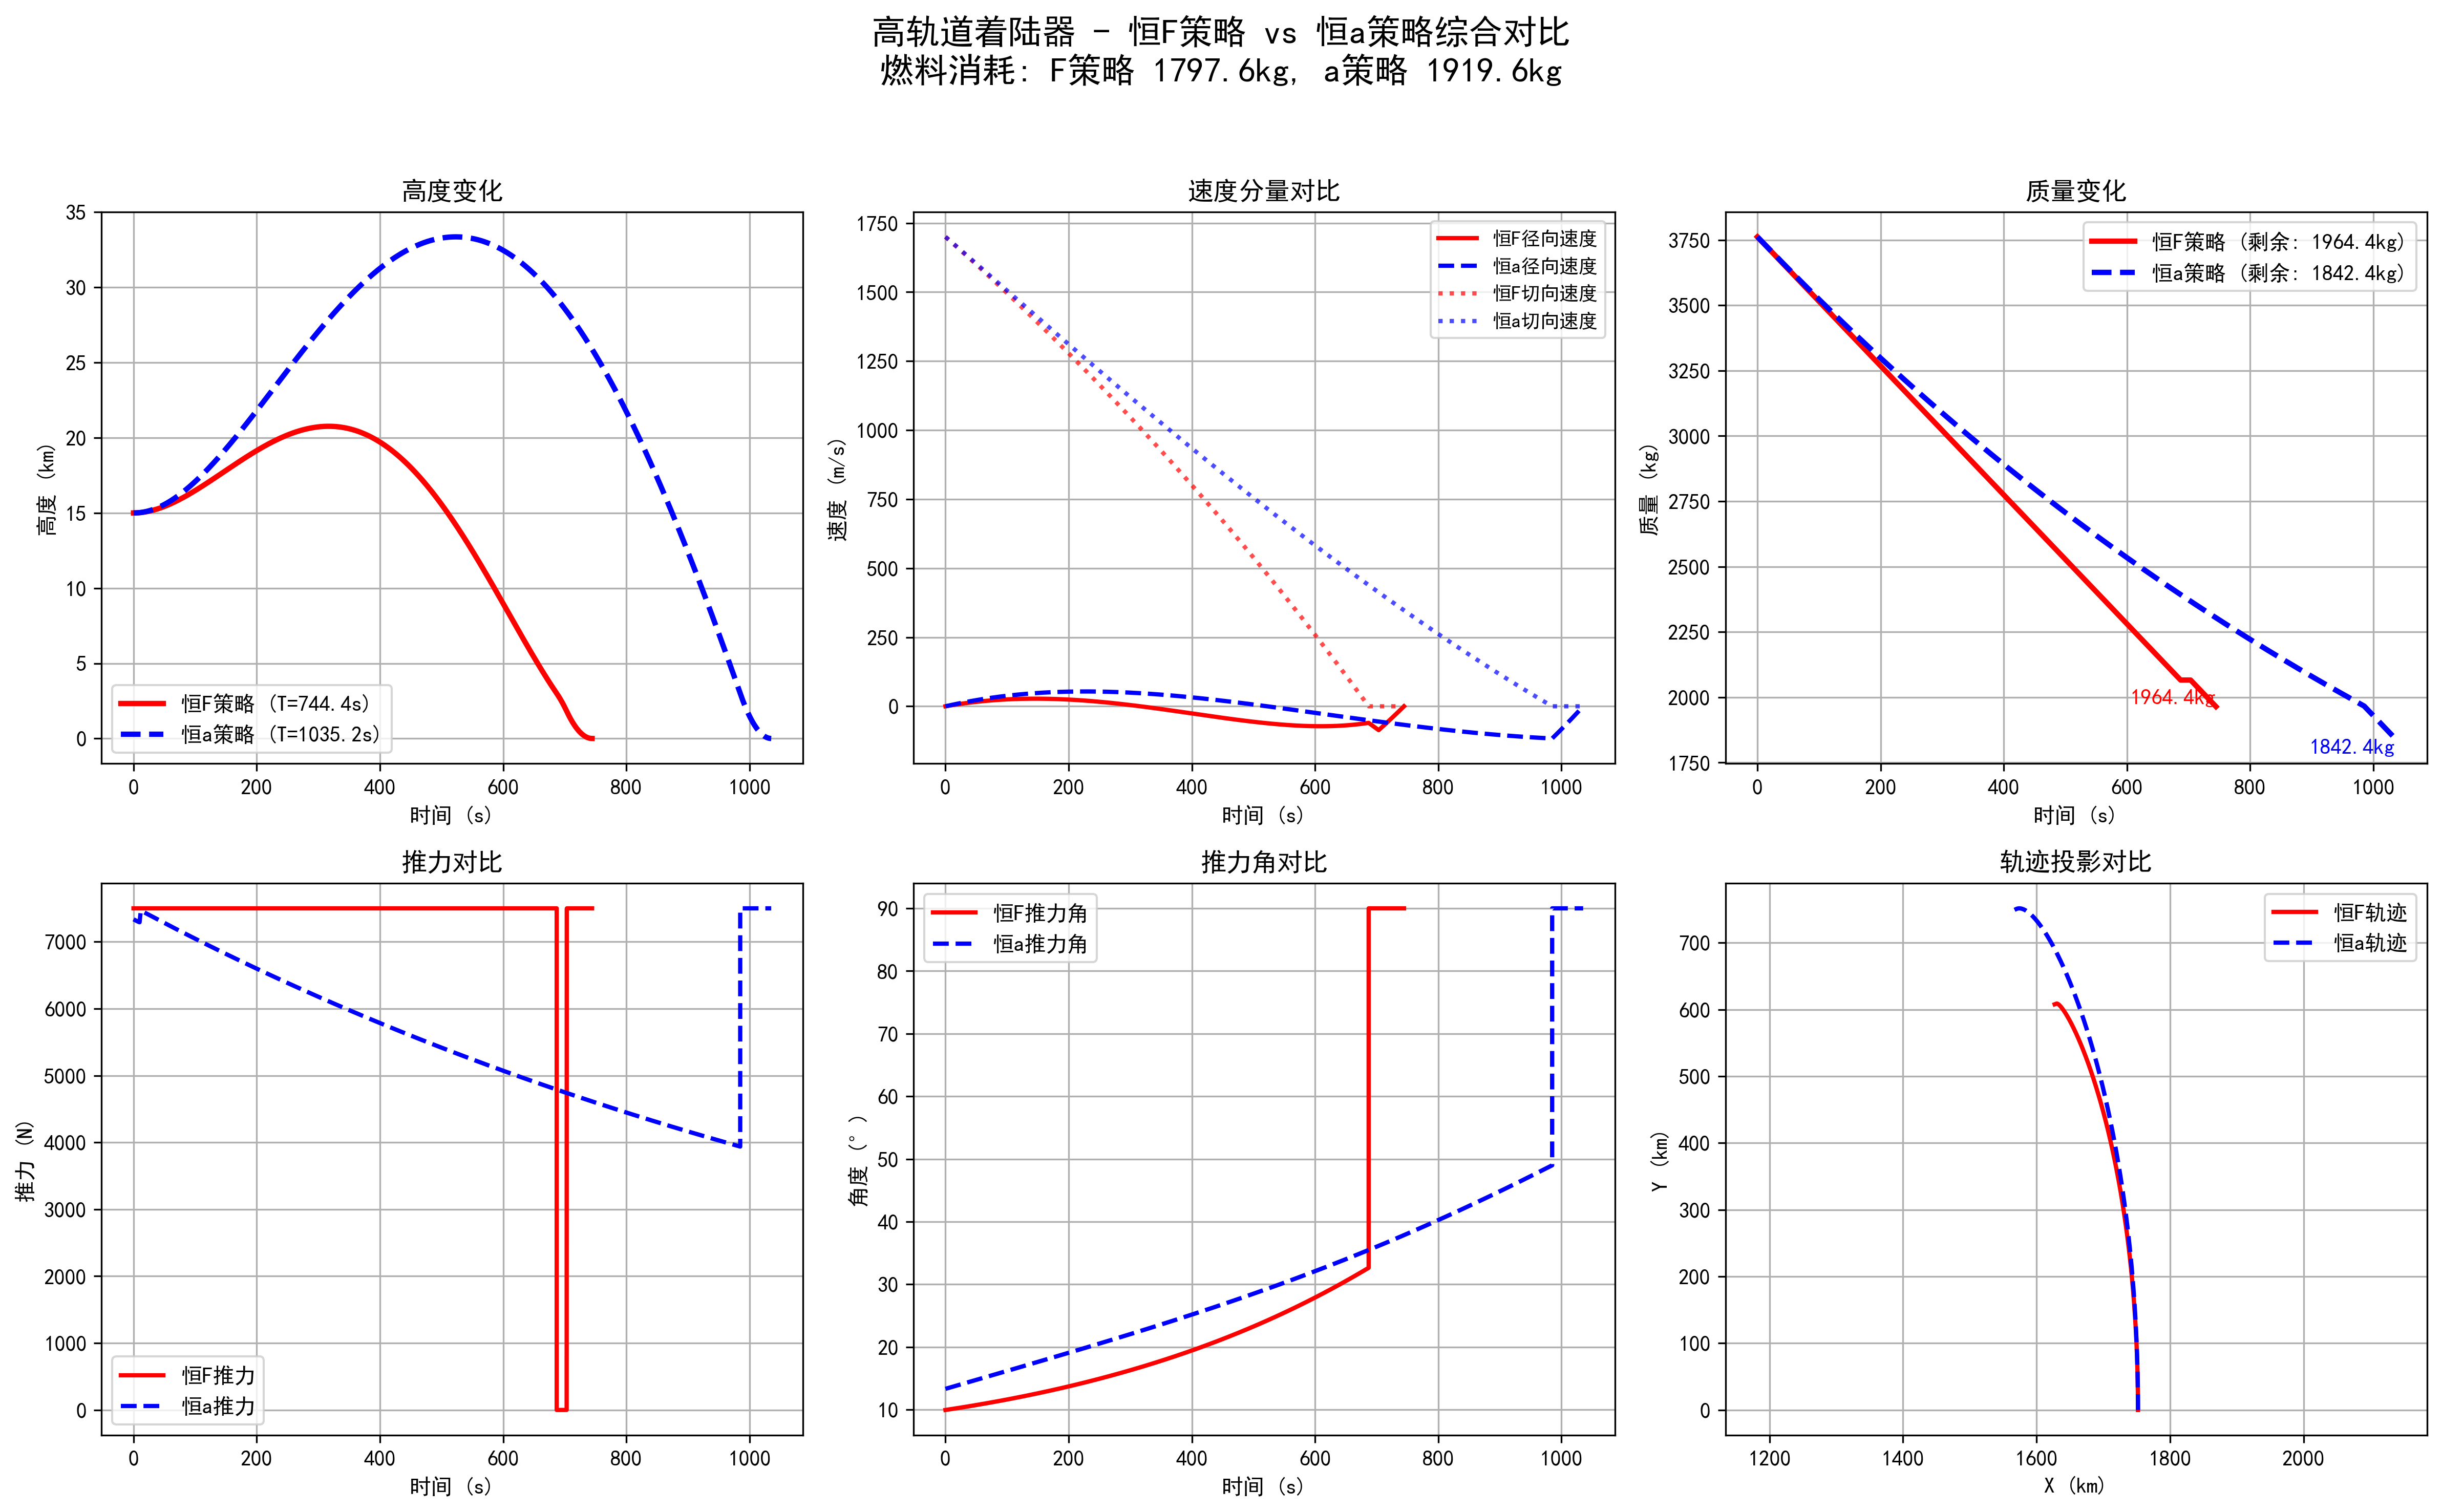 高轨道着陆器 - 恒F策略 vs 恒a策略综合对比
燃料消耗: F策略 1797.6kg, a策略 1919.6kg
高度变化
35
30
25
20
15
10
5
0
高度 (km)
恒F策略 (T=744.4s)
恒a策略 (T=1035.2s)
0 200 400 600 800 1000
时间 (s)
速度分量对比
1750
1500
1250
1000
750
500
250
0
速度 (m/s)
恒F径向速度
恒a径向速度
恒F切向速度
恒a切向速度
0 200 400 600 800 1000
时间 (s)
质量变化
3750
3500
3250
3000
2750
2500
2250
2000
1750
质量 (kg)
恒F策略 (剩余: 1964.4kg)
恒a策略 (剩余: 1842.4kg)
1964.4kg
1842.4kg
0 200 400 600 800 1000
时间 (s)
推力对比
7000
6000
5000
4000
3000
2000
1000
0
推力 (N)
恒F推力
恒a推力
0 200 400 600 800 1000
时间 (s)
推力角对比
90
80
70
60
50
40
30
20
10
角度 (°)
恒F推力角
恒a推力角
0 200 400 600 800 1000
时间 (s)
轨迹投影对比
700
600
500
400
300
200
100
0
Y (km)
恒F轨迹
恒a轨迹
1200 1400 1600 1800 2000
X (km)